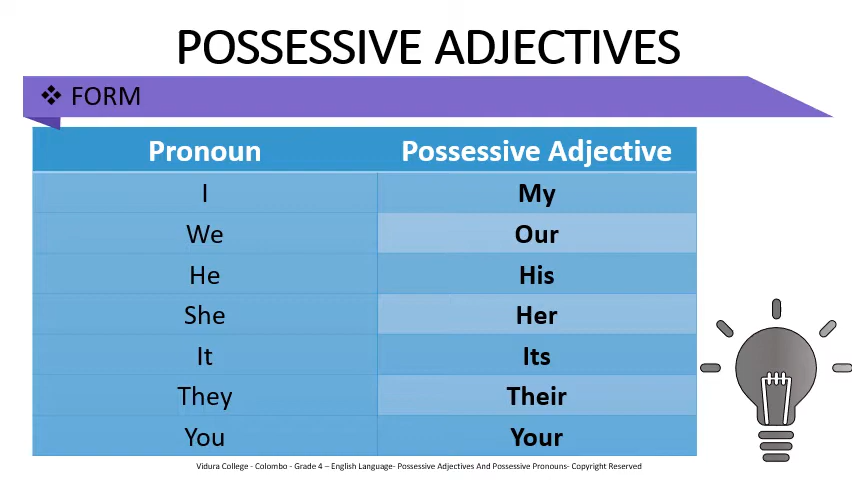 POSSESSIVE ADJECTIVES
❖ FORM
Pronoun Possessive Adjective
I My
We Our
He His
She Her
It Its
They Their
You Your
Vidura College - Colombo - Grade 4 – English Language- Possessive Adjectives And Possessive Pronouns- Copyright Reserved